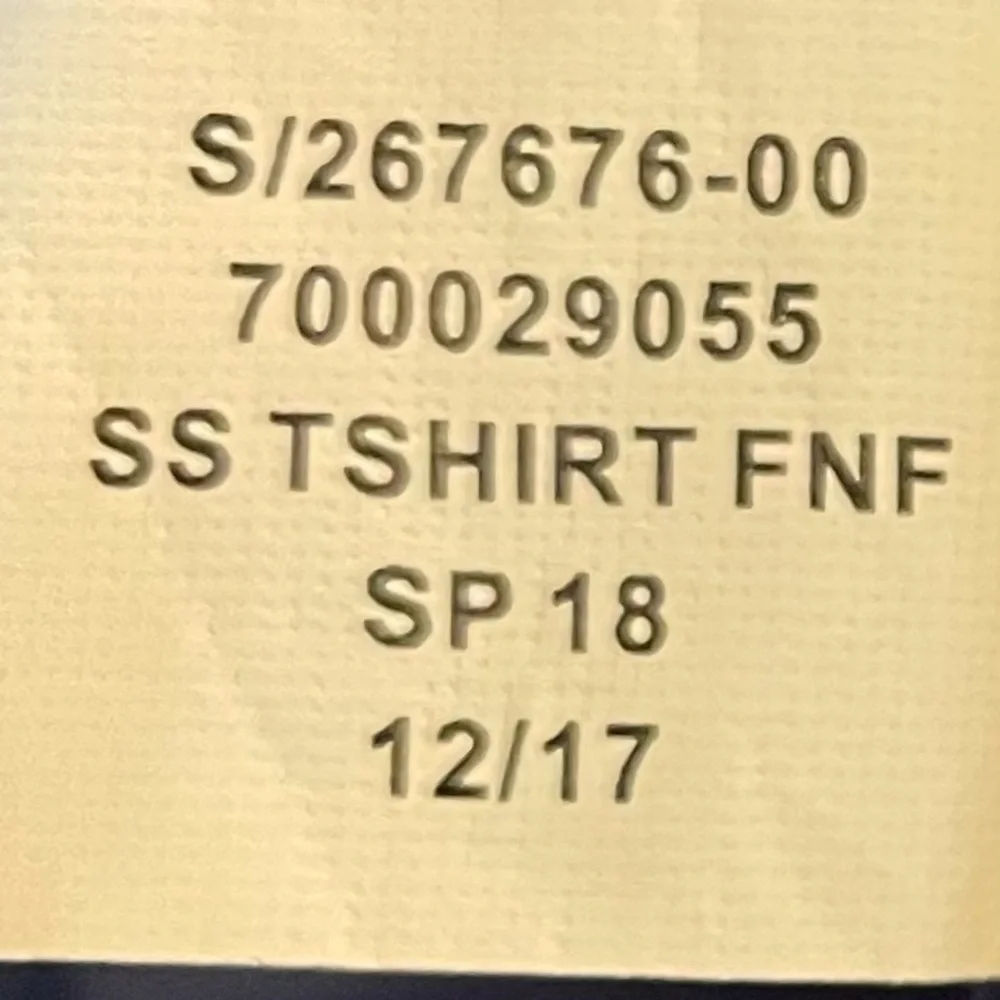 S/267676-00
700029055
SS TSHIRT FNF
SP 18
12/17